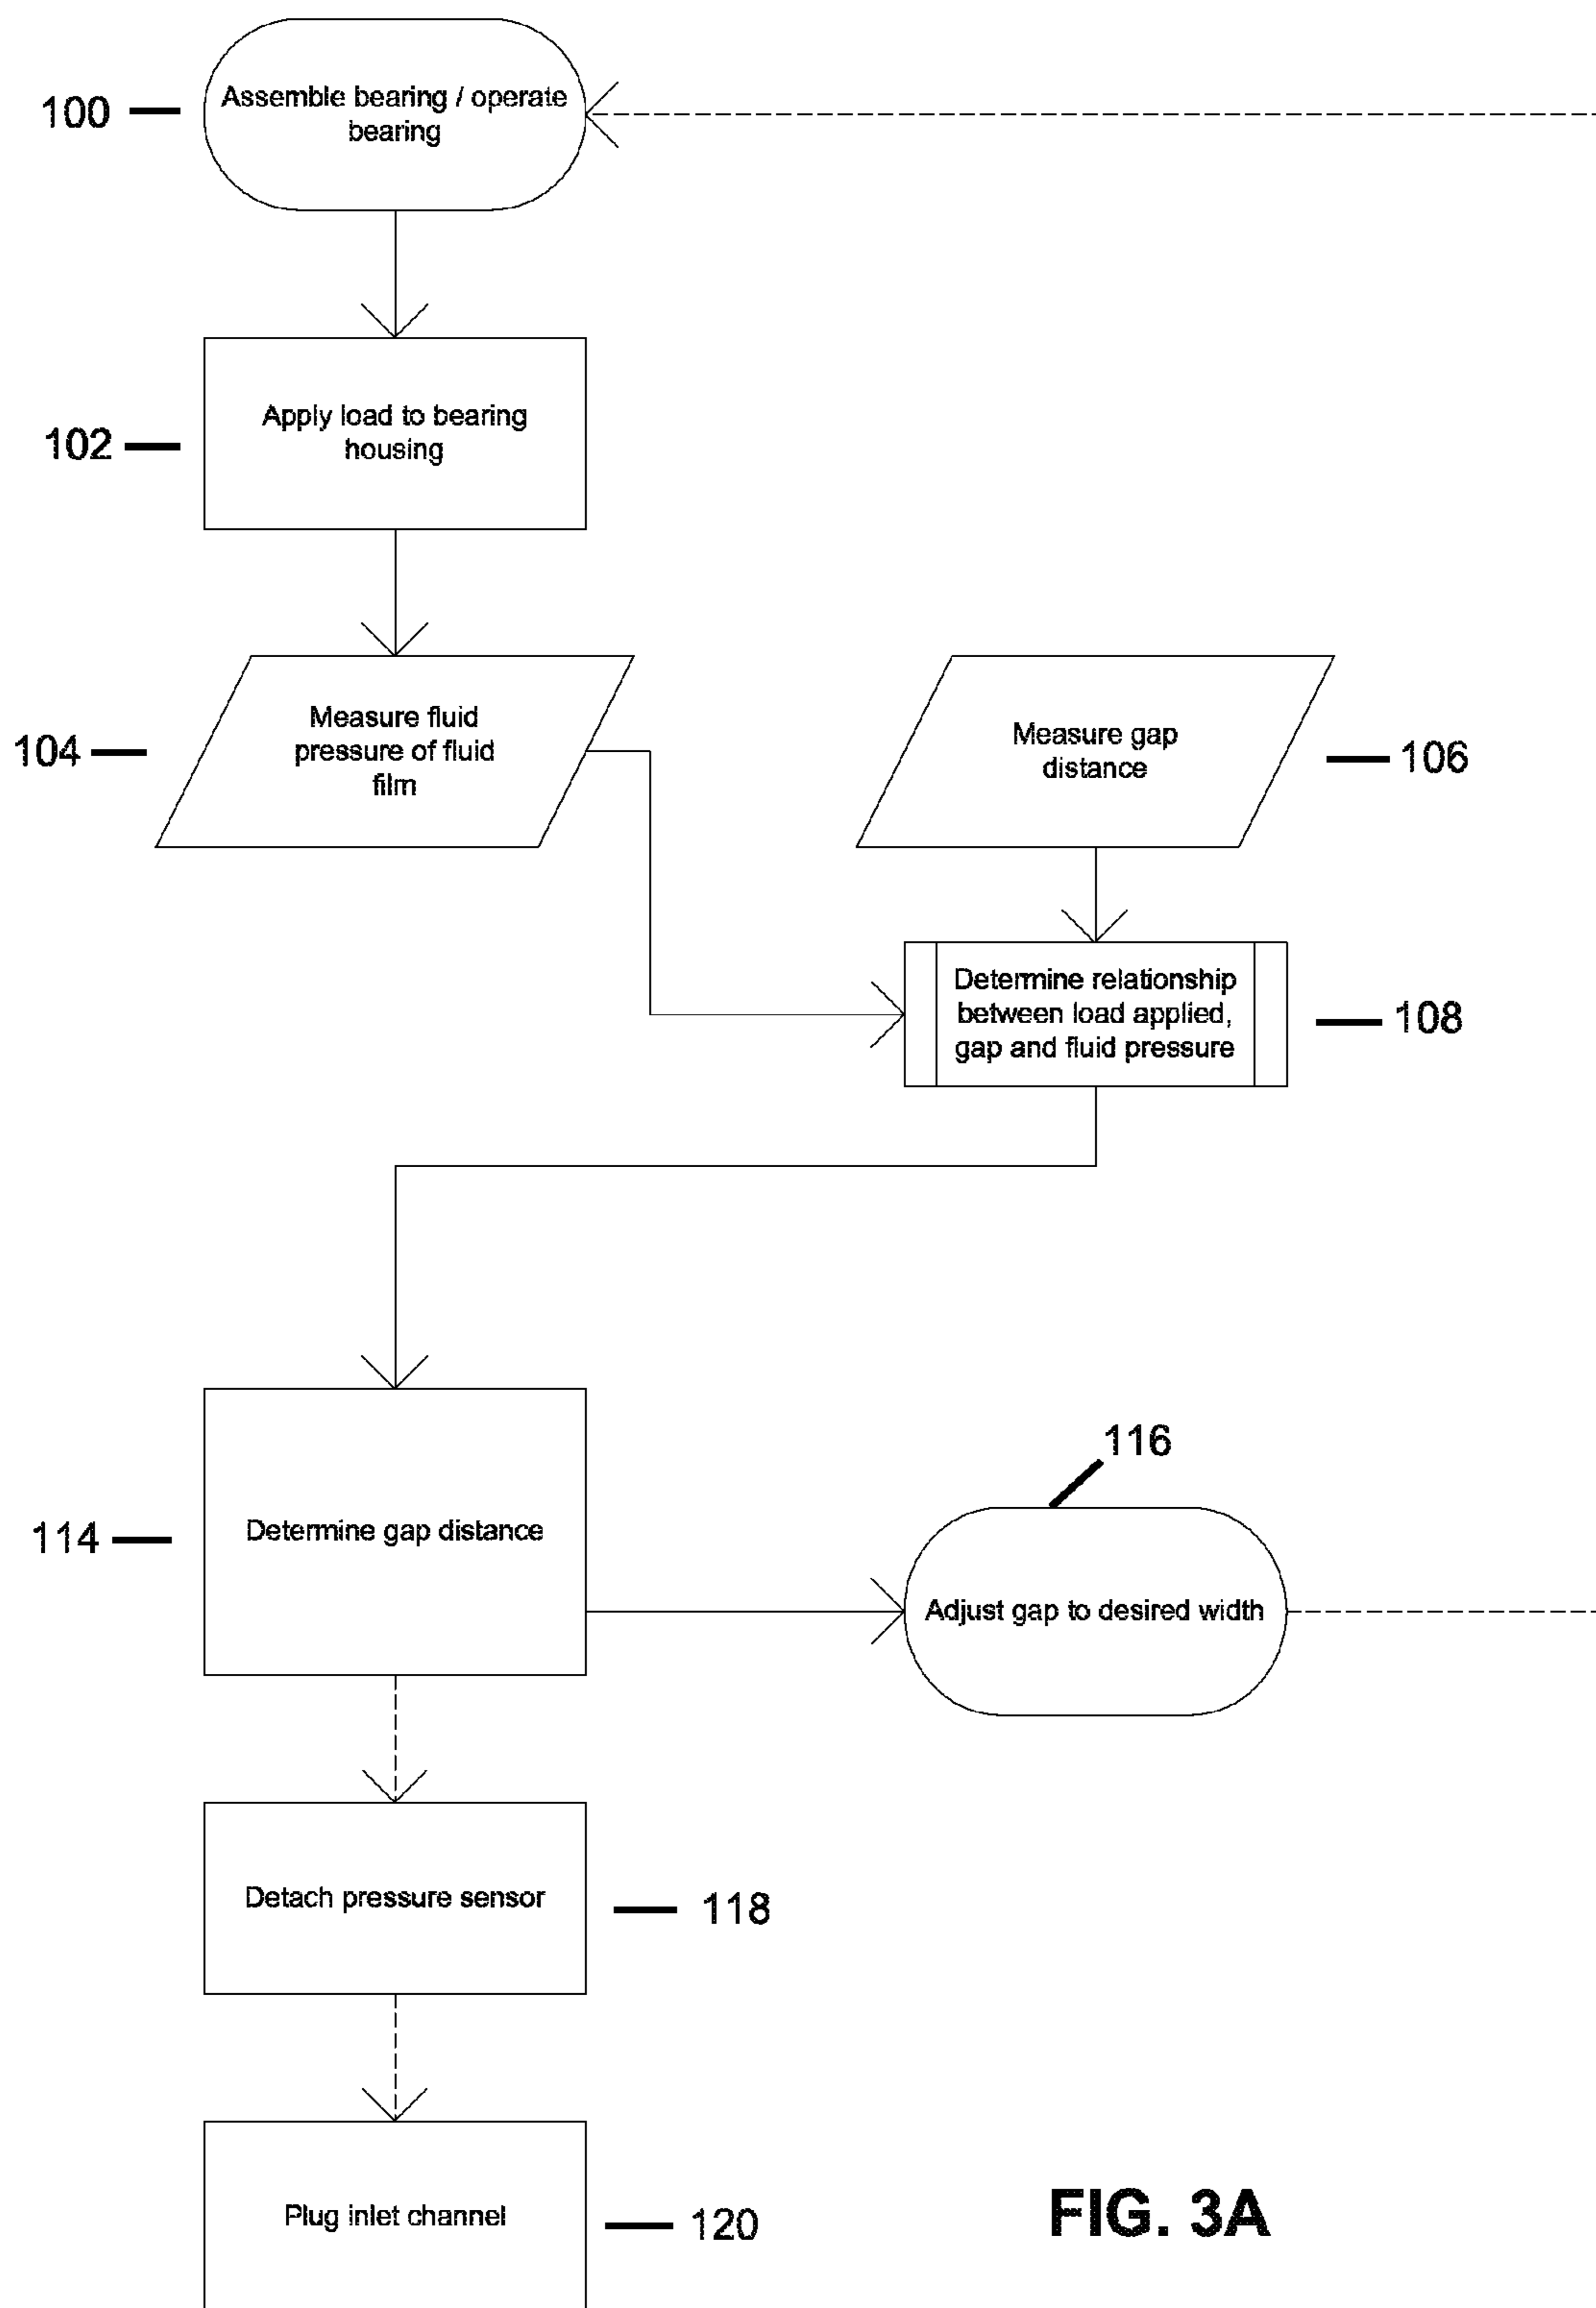 100
Assemble bearing / operate
bearing
102
Apply load to bearing
housing
104
Measure fluid
pressure of fluid
film
Measure gap
distance
106
Determine relationship
between load applied,
gap and fluid pressure
108
114
Determine gap distance
116
Adjust gap to desired width
Detach pressure sensor
118
Plug inlet channel
120
FIG. 3A